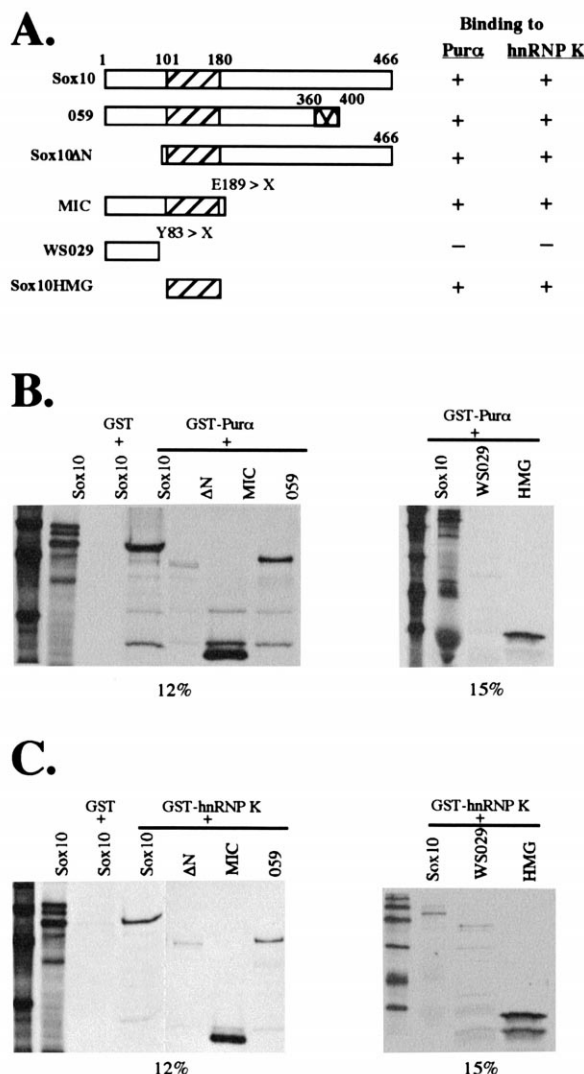 A.
Binding to
Purα hnRNP K
1 101 180 466
Sox10 + +
360 400
059 + +
466
Sox10ΔN + +
E189 > X
MIC + +
Y83 > X
WS029 − −
Sox10HMG + +
B.
GST GST-Purα
+ +
Sox10 Sox10 Sox10 ΔN MIC 059
12%
GST-Purα
+
Sox10 WS029 HMG
15%
C.
GST GST-hnRNP K
+ +
Sox10 Sox10 Sox10 ΔN MIC 059
12%
GST-hnRNP K
+
Sox10 WS029 HMG
15%